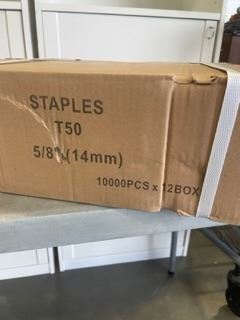 STAPLES
T50
5/8" (14mm)
10000PCS x 12BOX